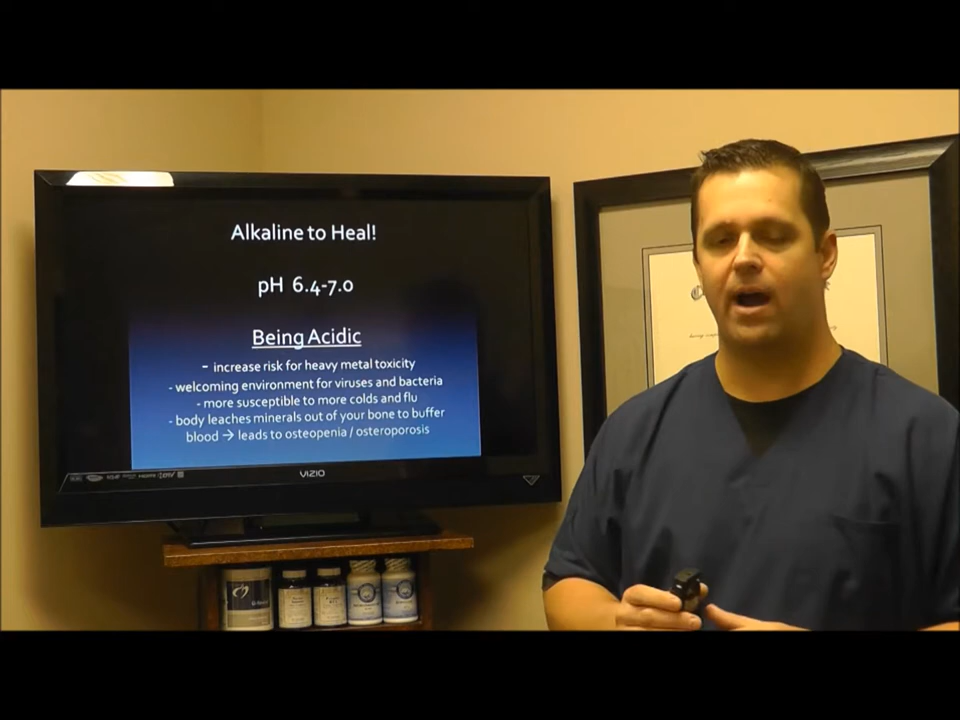 Alkaline to Heal!
pH 6.4-7.0
Being Acidic
- increase risk for heavy metal toxicity
- welcoming environment for viruses and bacteria
- more susceptible to more colds and flu
- body leaches minerals out of your bone to buffer
blood → leads to osteopenia / osteroporosis
VIZIO